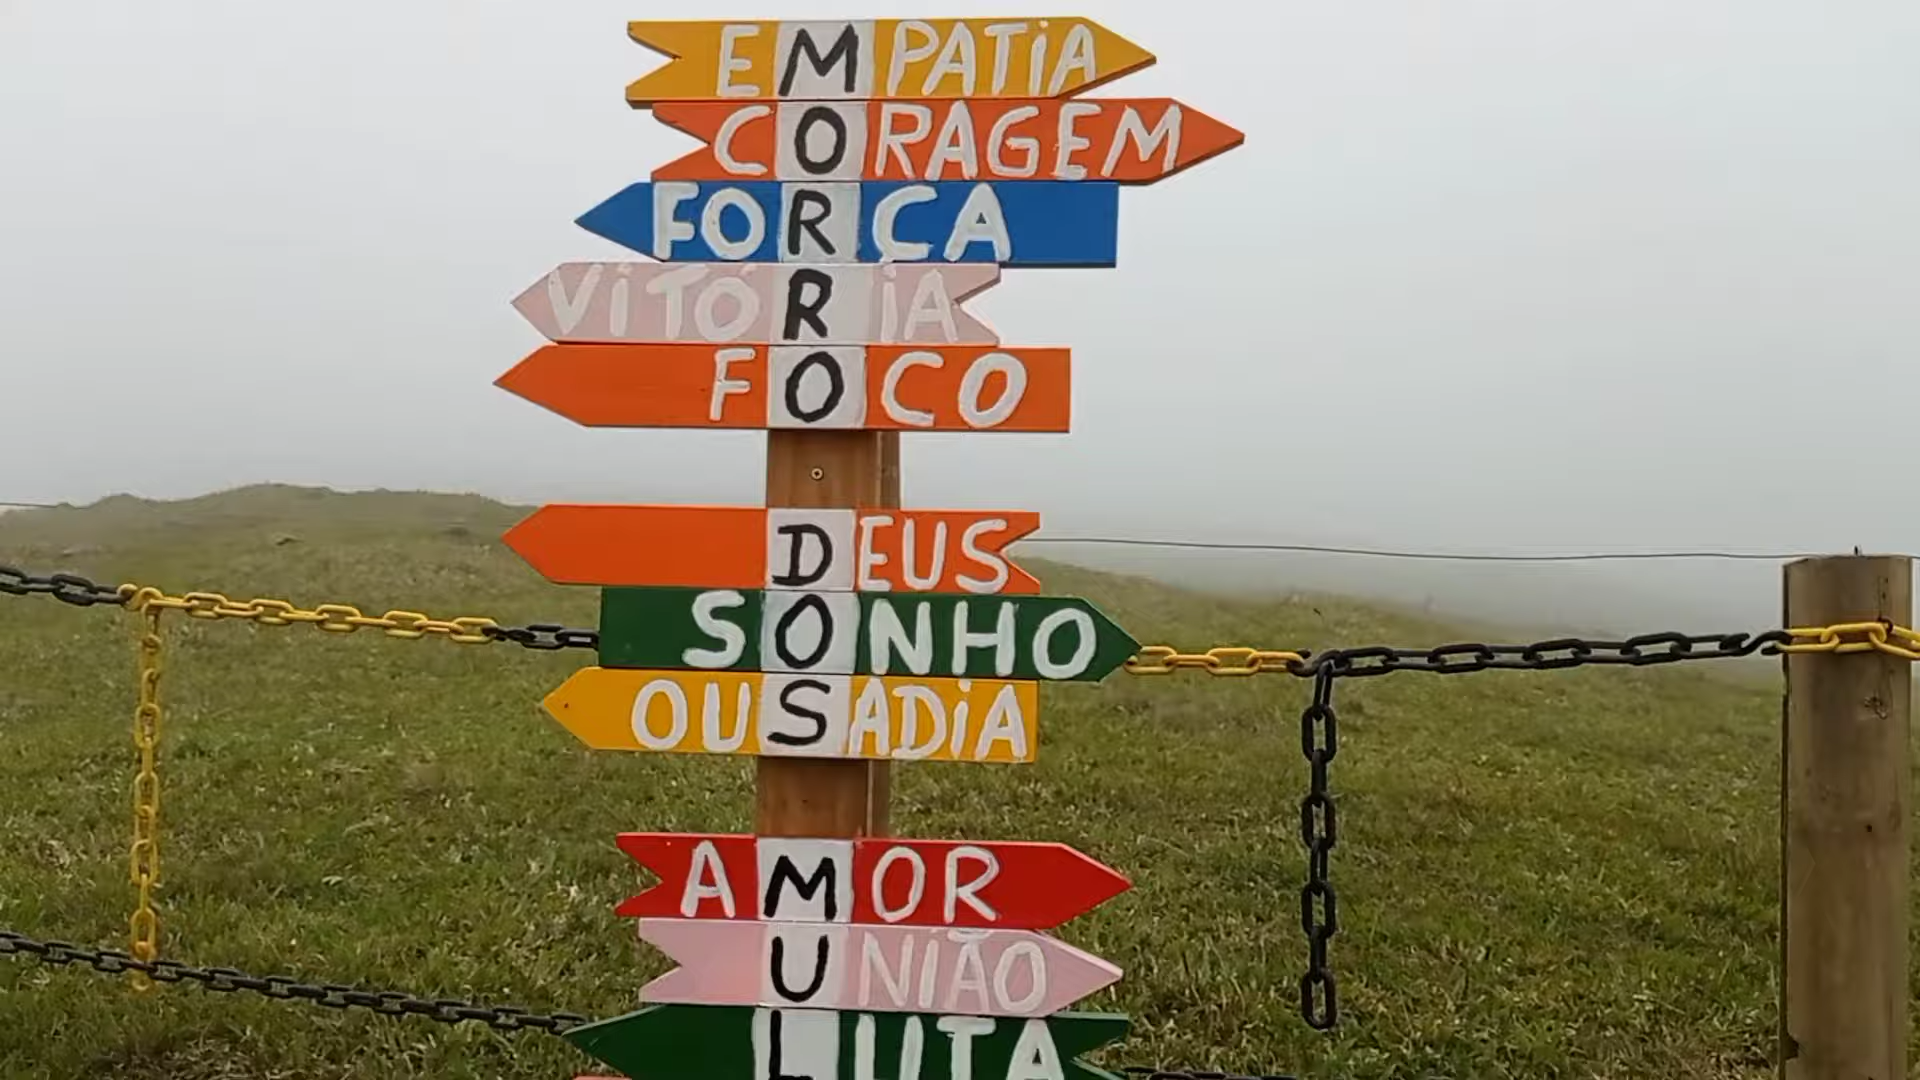 EMPATIA
CORAGEM
FORÇA
VITÓRIA
FOCO
DEUS
SONHO
OUSADIA
AMOR
UNIÃO
LUTA